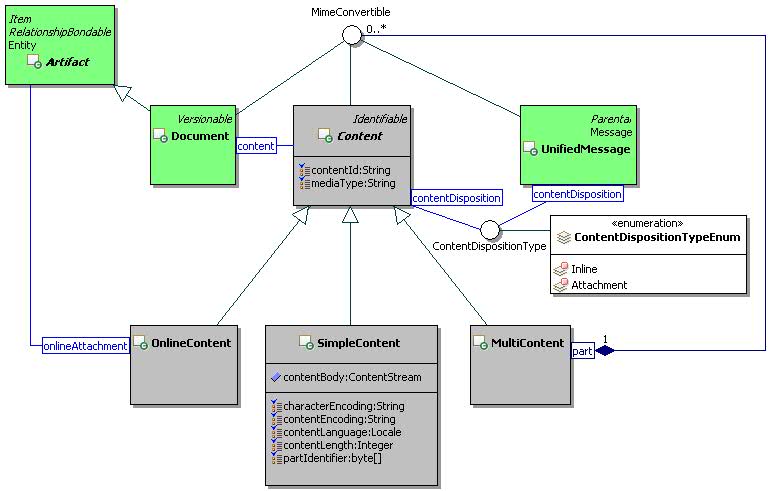 MimeConvertible
0..*
Item
RelationshipBondable
Entity
Artifact
Versionable
Document
content
Identifiable
Content
contentId:String
mediaType:String
Parental
Message
UnifiedMessage
contentDisposition
contentDisposition
ContentDispositionType
«enumeration»
ContentDispositionTypeEnum
Inline
Attachment
onlineAttachment
OnlineContent
SimpleContent
contentBody:ContentStream
characterEncoding:String
contentEncoding:String
contentLanguage:Locale
contentLength:Integer
partIdentifier:byte[]
MultiContent
part
1